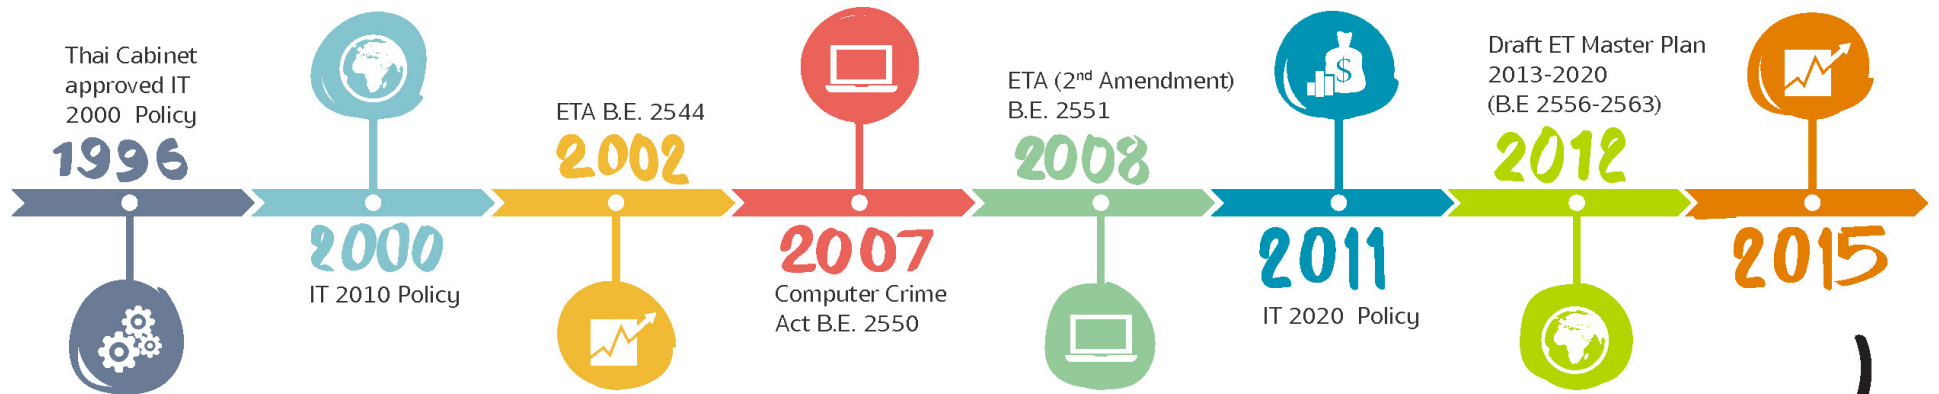 Thai Cabinet
approved IT
2000 Policy
1996
2000
IT 2010 Policy
ETA B.E. 2544
2002
2007
Computer Crime
Act B.E. 2550
ETA (2nd Amendment)
B.E. 2551
2008
$
2011
IT 2020 Policy
Draft ET Master Plan
2013-2020
(B.E 2556-2563)
2012
2015